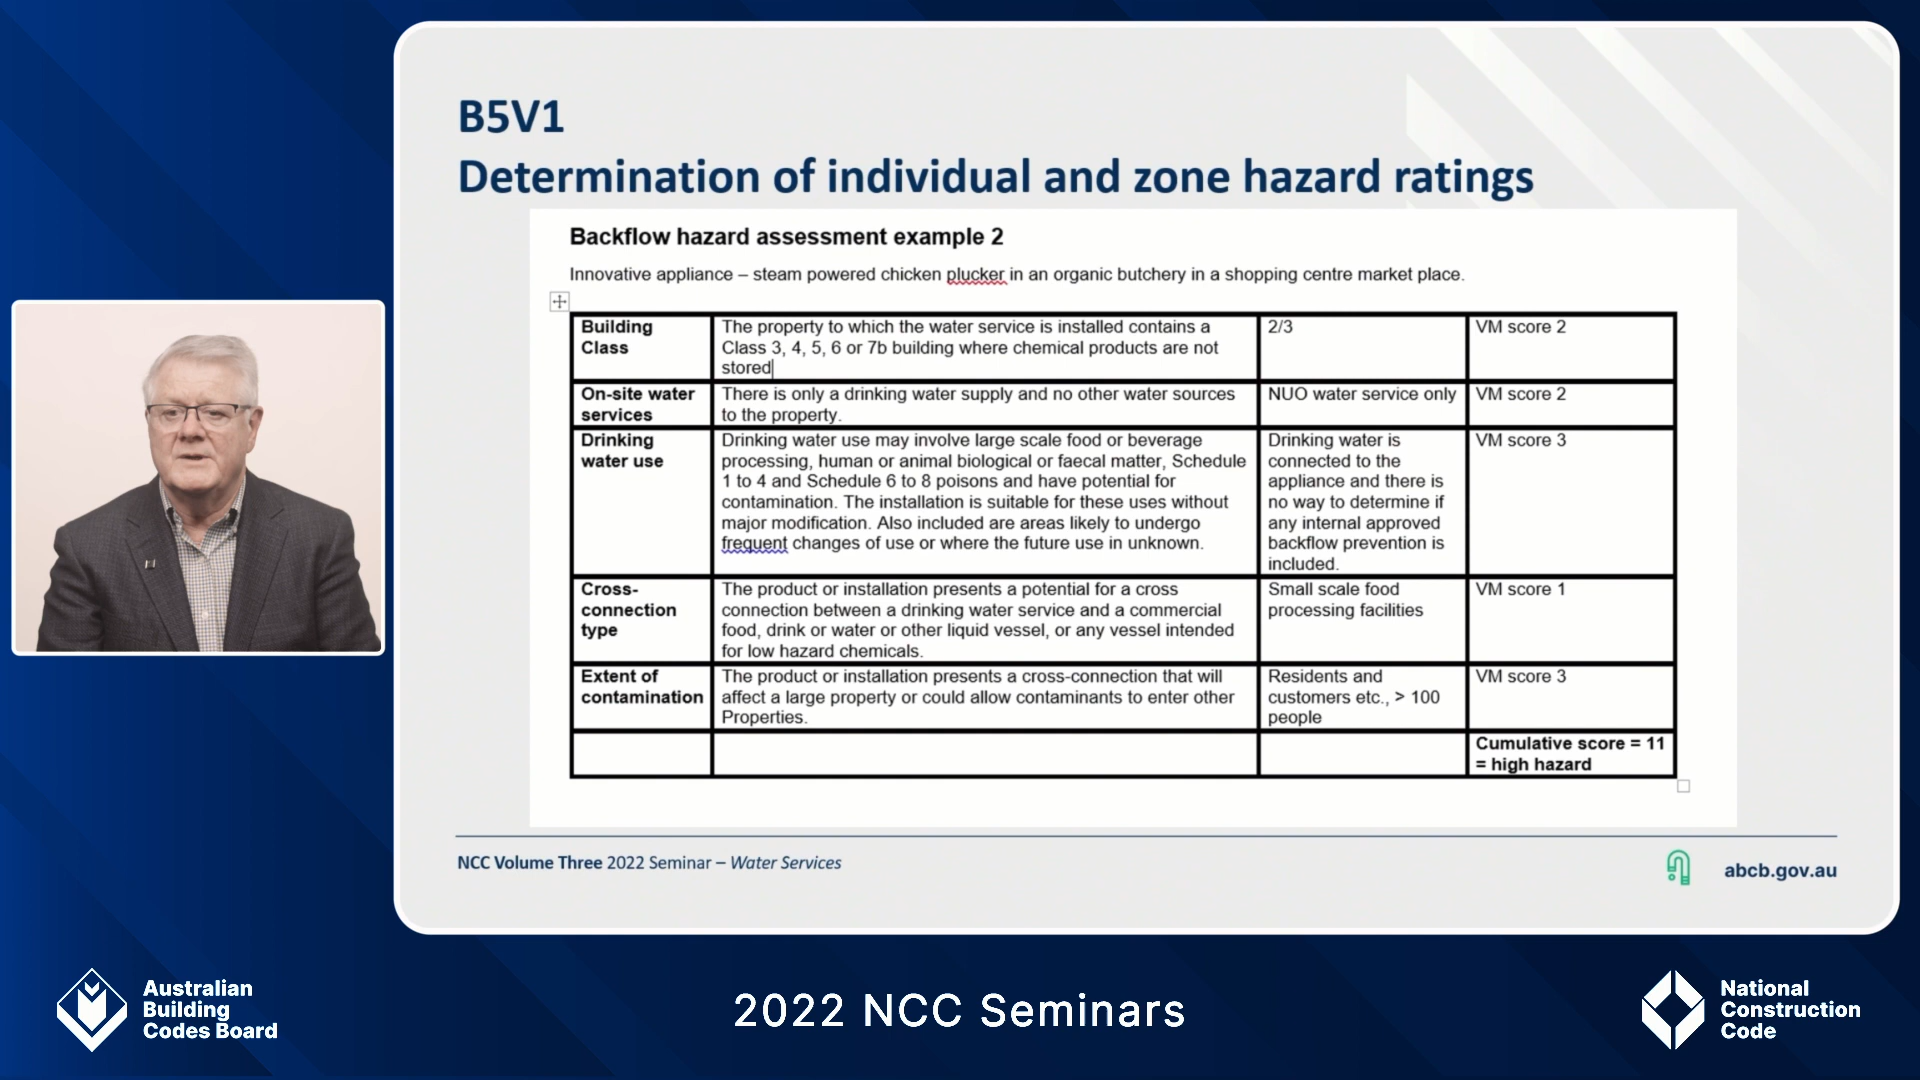 B5V1
Determination of individual and zone hazard ratings
Backflow hazard assessment example 2
Innovative appliance – steam powered chicken plucker in an organic butchery in a shopping centre market place.
Building
Class
The property to which the water service is installed contains a
Class 3, 4, 5, 6 or 7b building where chemical products are not
stored
2/3
VM score 2
On-site water
services
There is only a drinking water supply and no other water sources
to the property.
NUO water service only
VM score 2
Drinking
water use
Drinking water use may involve large scale food or beverage
processing, human or animal biological or faecal matter, Schedule
1 to 4 and Schedule 6 to 8 poisons and have potential for
contamination. The installation is suitable for these uses without
major modification. Also included are areas likely to undergo
frequent changes of use or where the future use in unknown.
Drinking water is
connected to the
appliance and there is
no way to determine if
any internal approved
backflow prevention is
included.
VM score 3
Cross-
connection
type
The product or installation presents a potential for a cross
connection between a drinking water service and a commercial
food, drink or water or other liquid vessel, or any vessel intended
for low hazard chemicals.
Small scale food
processing facilities
VM score 1
Extent of
contamination
The product or installation presents a cross-connection that will
affect a large property or could allow contaminants to enter other
Properties.
Residents and
customers etc., > 100
people
VM score 3
Cumulative score = 11
= high hazard
NCC Volume Three 2022 Seminar – Water Services
abcb.gov.au
Australian
Building
Codes Board
2022 NCC Seminars
National
Construction
Code